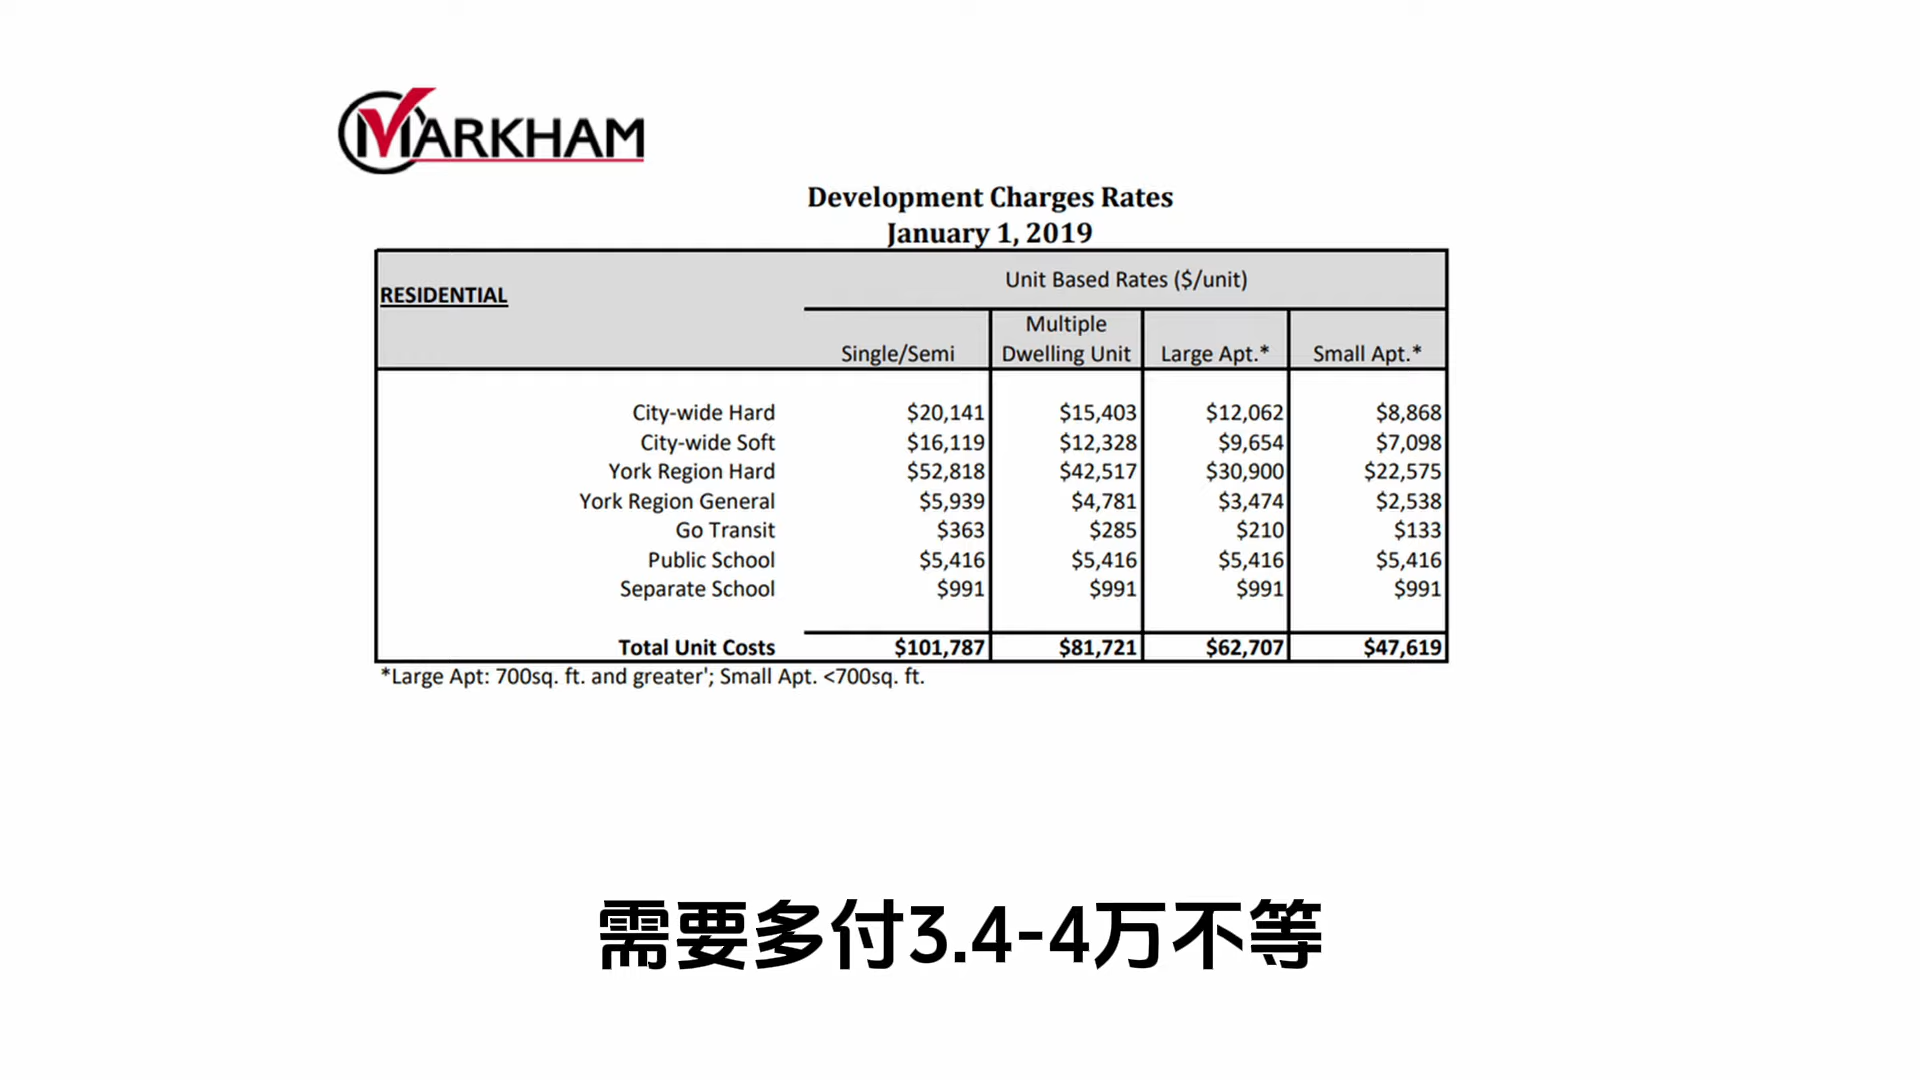 MARKHAM
Development Charges Rates
January 1, 2019
RESIDENTIAL
Unit Based Rates ($/unit)
Single/Semi Multiple Dwelling Unit Large Apt.* Small Apt.*
City-wide Hard $20,141 $15,403 $12,062 $8,868
City-wide Soft $16,119 $12,328 $9,654 $7,098
York Region Hard $52,818 $42,517 $30,900 $22,575
York Region General $5,939 $4,781 $3,474 $2,538
Go Transit $363 $285 $210 $133
Public School $5,416 $5,416 $5,416 $5,416
Separate School $991 $991 $991 $991
Total Unit Costs $101,787 $81,721 $62,707 $47,619
*Large Apt: 700sq. ft. and greater'; Small Apt. <700sq. ft.
需要多付3.4-4万不等